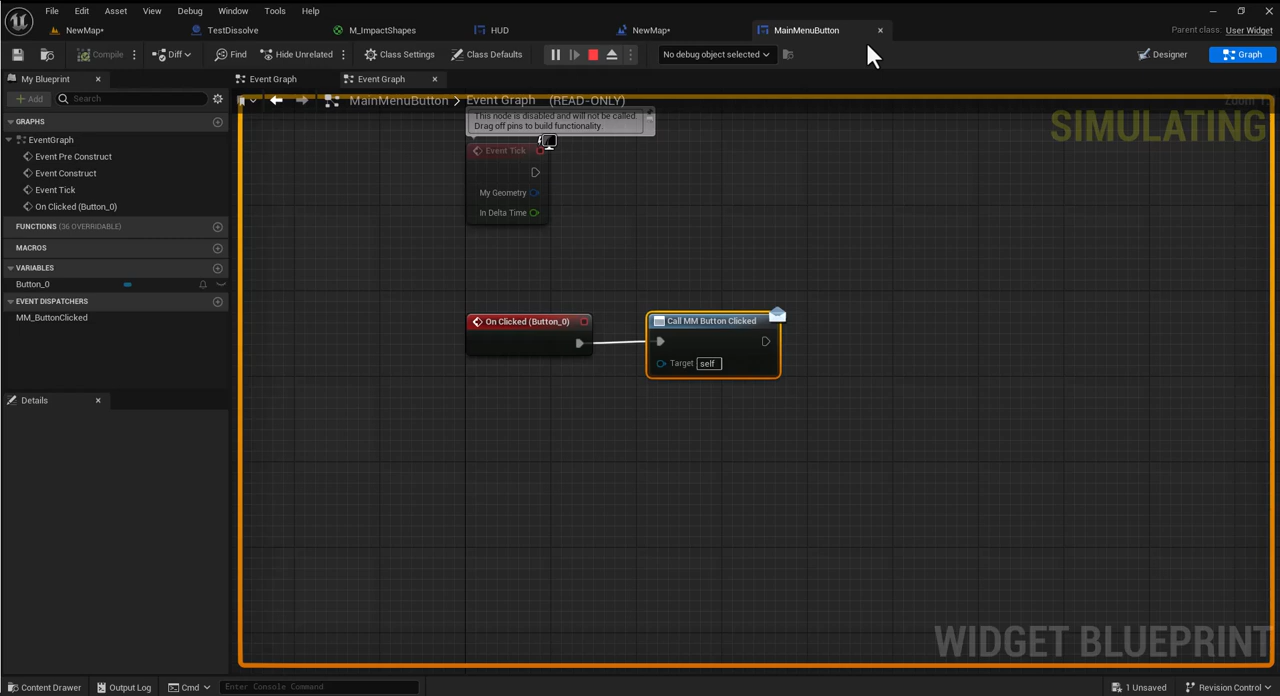 File Edit Asset View Debug Window Tools Help
NewMap* TestDissolve M_ImpactShapes HUD NewMap* MainMenuButton Parent class: User Widget
Compile Diff Find Hide Unrelated Class Settings Class Defaults No debug object selected Designer Graph
My Blueprint Event Graph Event Graph
Add Search MainMenuButton > Event Graph (READ-ONLY)
SIMULATING
GRAPHS
EventGraph
Event Pre Construct
Event Construct
Event Tick
On Clicked (Button_0)
FUNCTIONS (36 OVERRIDABLE)
MACROS
VARIABLES
Button_0
EVENT DISPATCHERS
MM_ButtonClicked
Details
This node is disabled and will not be called.
Drag off pins to build functionality.
Event Tick
My Geometry
In Delta Time
On Clicked (Button_0)
Call MM Button Clicked
Target self
WIDGET BLUEPRINT
Content Drawer Output Log Cmd Enter Console Command 1 Unsaved Revision Control